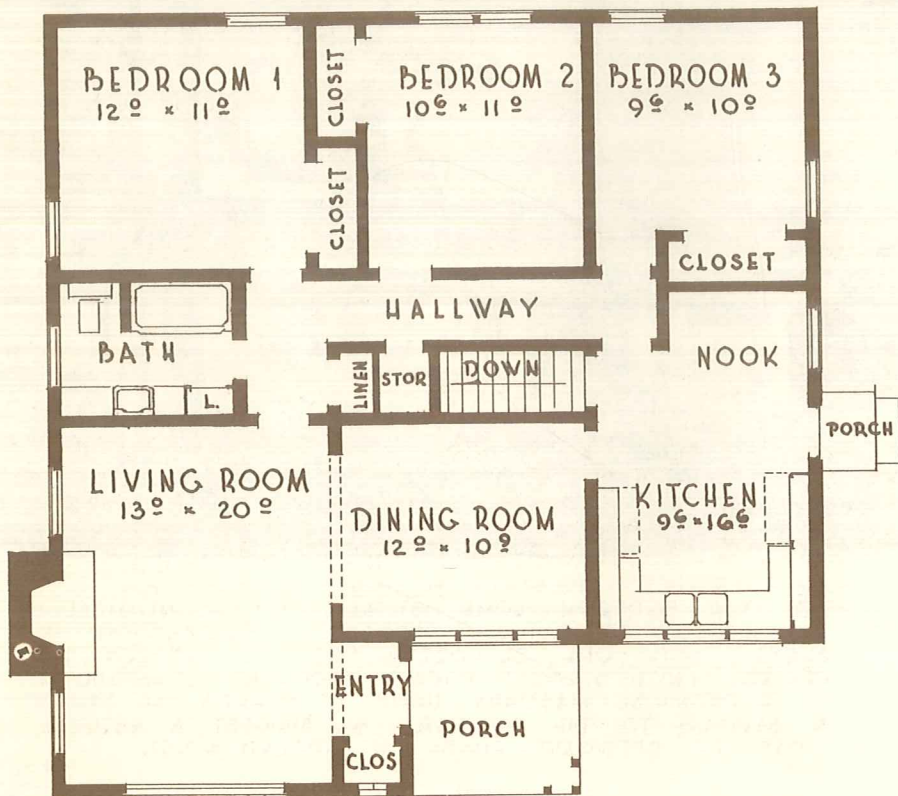 BEDROOM 1
12⁰ × 11⁰
CLOSET
CLOSET
BEDROOM 2
10⁶ × 11⁰
BEDROOM 3
9⁶ × 10⁰
CLOSET
HALLWAY
BATH
L.
LINEN
STOR
DOWN
NOOK
PORCH
LIVING ROOM
13⁰ × 20⁰
DINING ROOM
12⁰ × 10⁰
KITCHEN
9⁶ × 16⁶
ENTRY
PORCH
CLOS